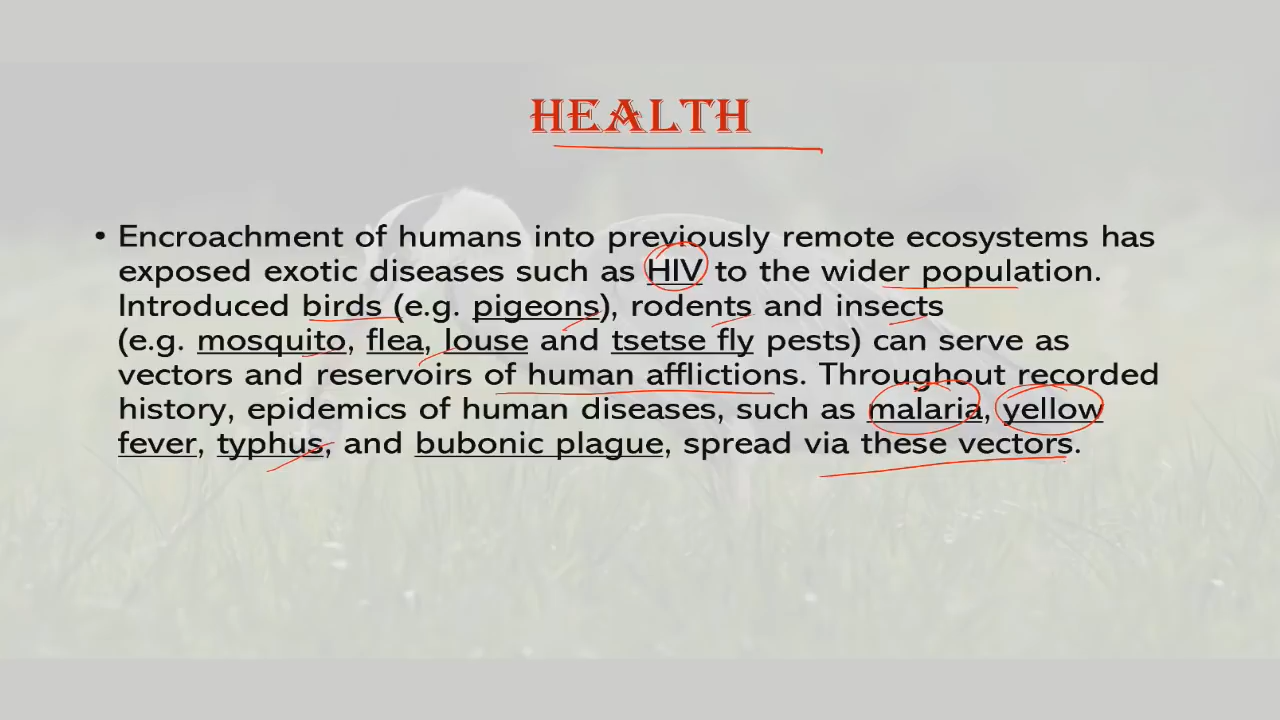 HEALTH
• Encroachment of humans into previously remote ecosystems has
exposed exotic diseases such as HIV to the wider population.
Introduced birds (e.g. pigeons), rodents and insects
(e.g. mosquito, flea, louse and tsetse fly pests) can serve as
vectors and reservoirs of human afflictions. Throughout recorded
history, epidemics of human diseases, such as malaria, yellow
fever, typhus, and bubonic plague, spread via these vectors.